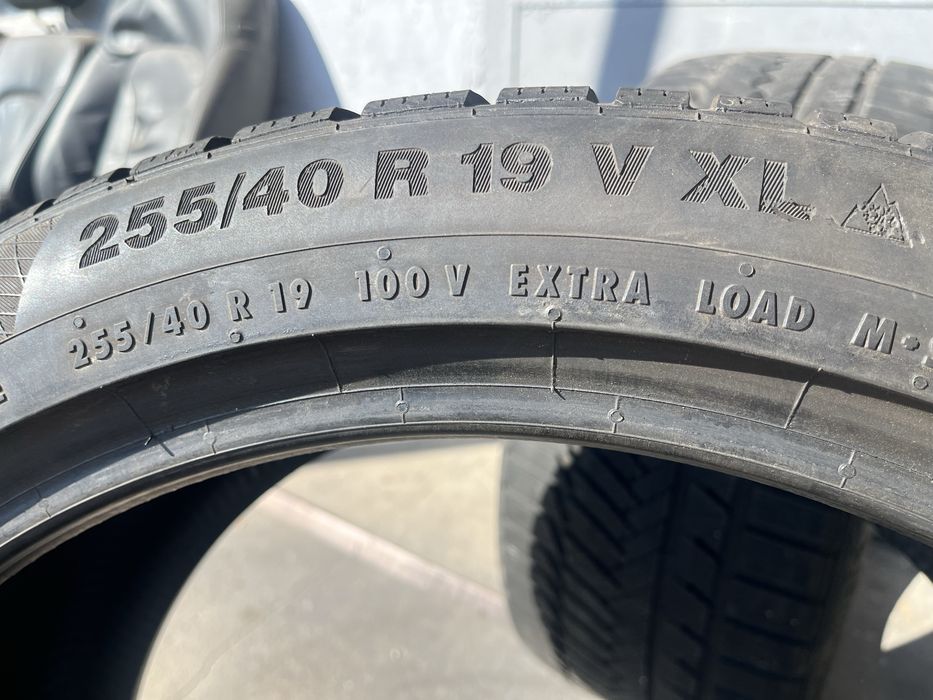 255/40 R 19 V XL
255/40 R 19 100 V EXTRA LOAD M+S